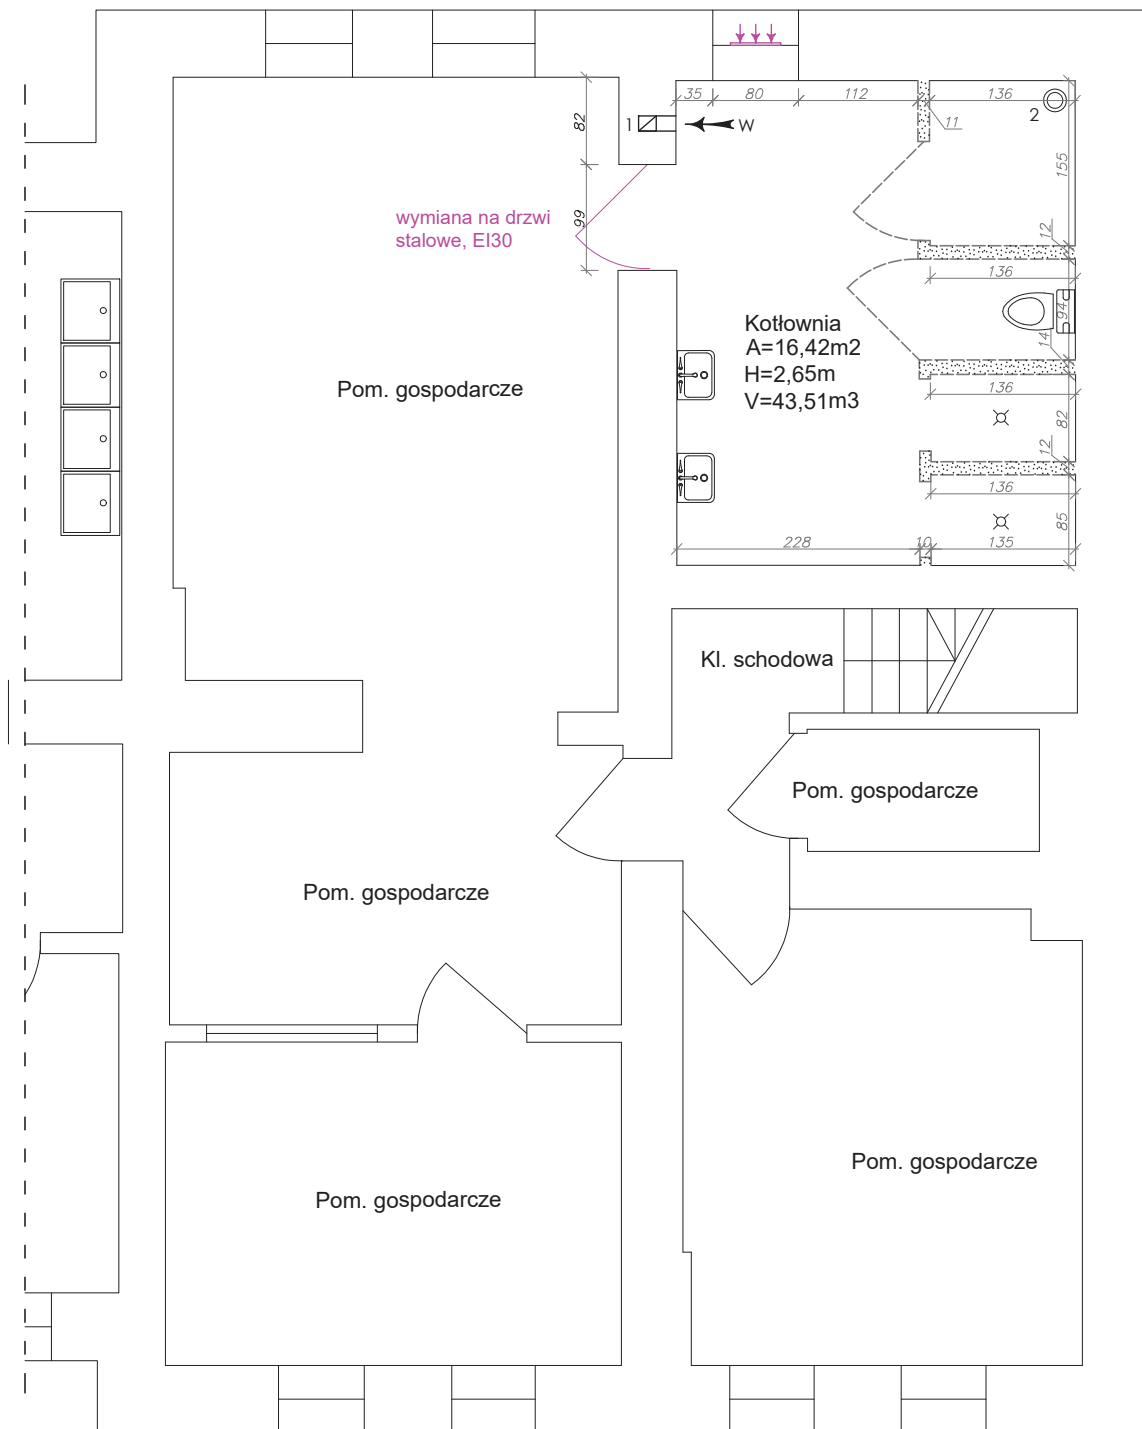 35 80 112 136
1 W 2
11
82
155
wymiana na drzwi
stalowe, EI30
99
12
136
Kotłownia
A=16,42m2
H=2,65m
V=43,51m3
94
14
Pom. gospodarcze
136
82
12
136
85
228 10 135
Kl. schodowa
Pom. gospodarcze
Pom. gospodarcze
Pom. gospodarcze
Pom. gospodarcze